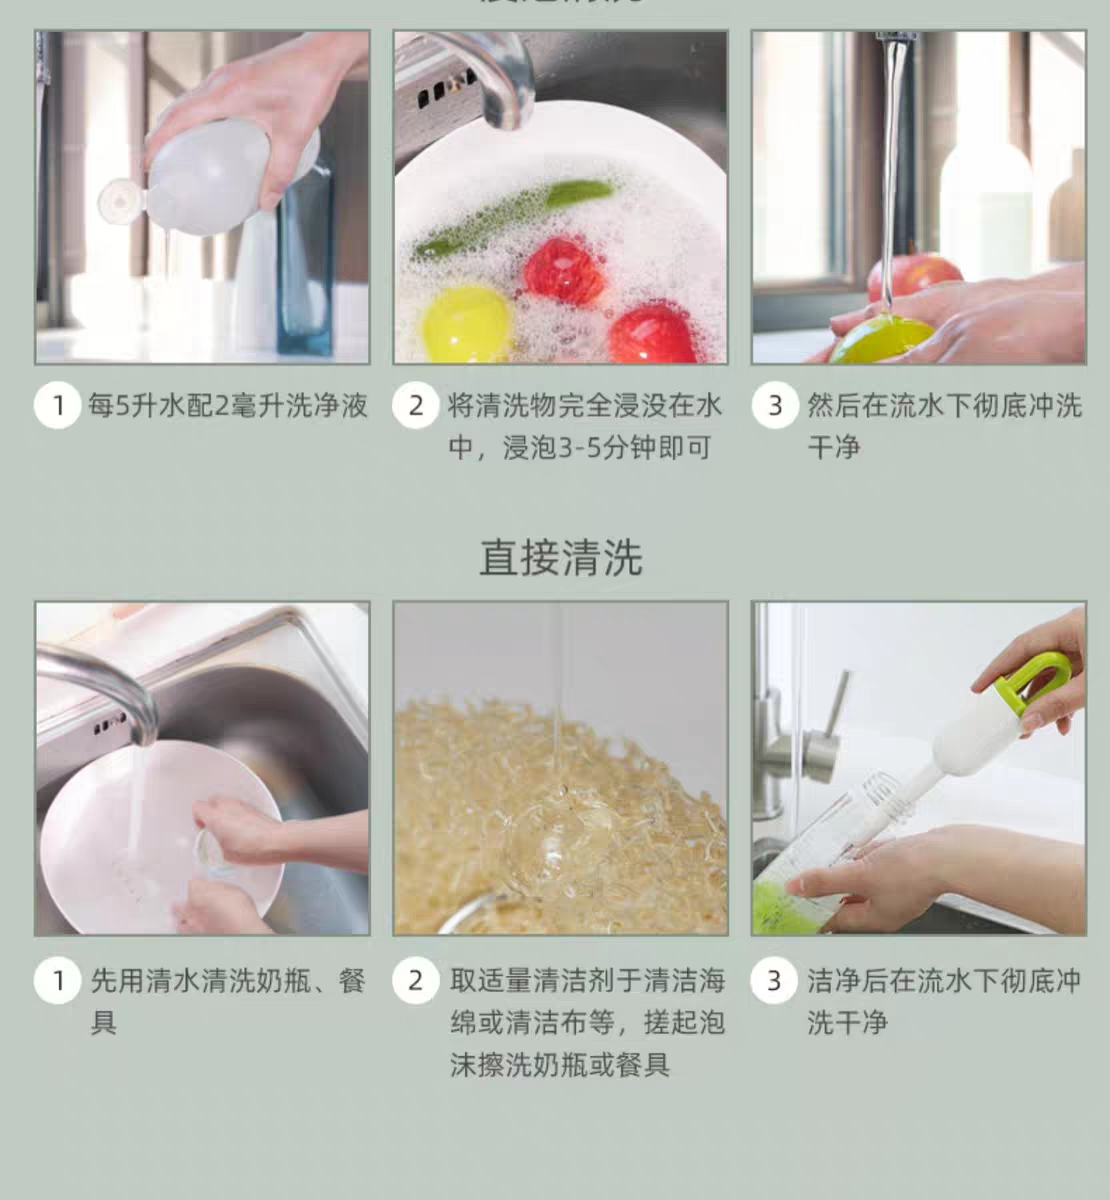 直接清洗
1 每5升水配2毫升洗净液
2 将清洗物完全浸没在水
中，浸泡3-5分钟即可
3 然后在流水下彻底冲洗
干净
1 先用清水清洗奶瓶、餐
具
2 取适量清洁剂于清洁海
绵或清洁布等，搓起泡
沫擦洗奶瓶或餐具
3 洁净后在流水下彻底冲
洗干净